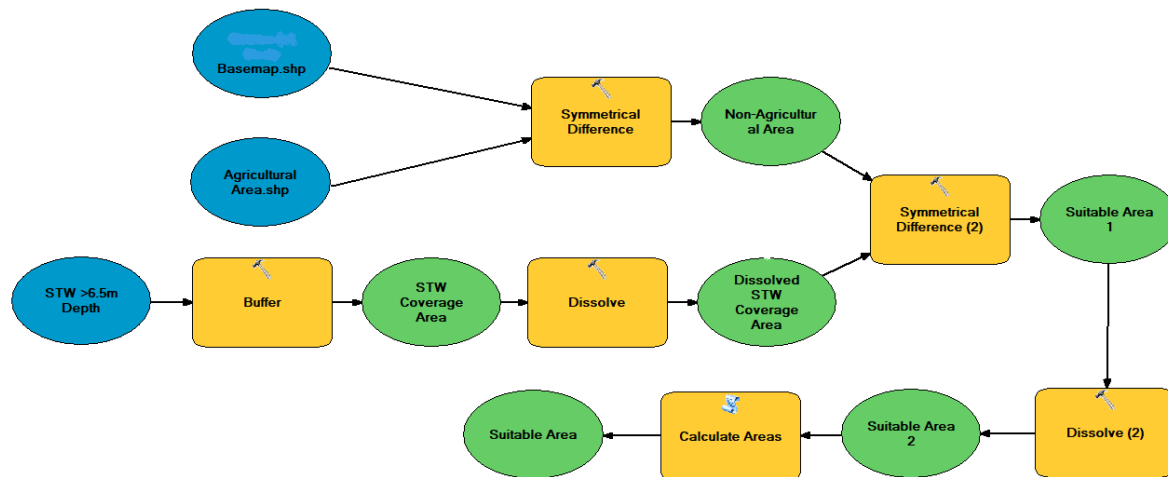 Basemap.shp
Agricultural
Area.shp
Symmetrical
Difference
Non-Agricultur
al Area
Symmetrical
Difference (2)
Suitable Area
1
STW >6.5m
Depth
Buffer
STW
Coverage
Area
Dissolve
Dissolved
STW
Coverage
Area
Suitable Area
Calculate Areas
Suitable Area
2
Dissolve (2)